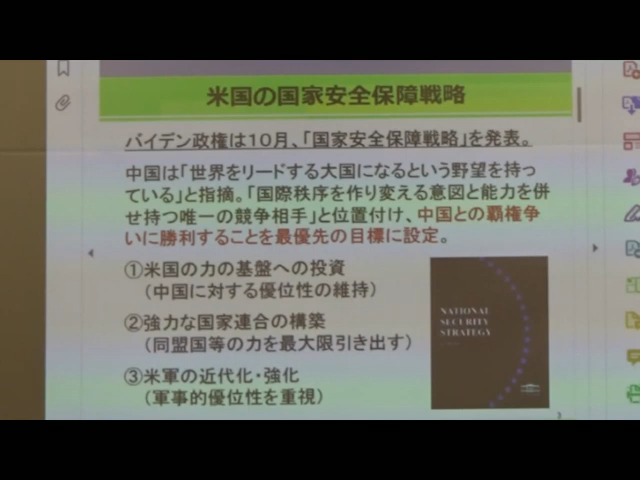 米国の国家安全保障戦略
バイデン政権は10月、「国家安全保障戦略」を発表。
中国は「世界をリードする大国になるという野望を持っ
ている」と指摘。「国際秩序を作り変える意図と能力を併
せ持つ唯一の競争相手」と位置付け、中国との覇権争
いに勝利することを最優先の目標に設定。
①米国の力の基盤への投資
(中国に対する優位性の維持)
②強力な国家連合の構築
(同盟国等の力を最大限引き出す)
③米軍の近代化・強化
(軍事的優位性を重視)
NATIONAL
SECURITY
STRATEGY
3